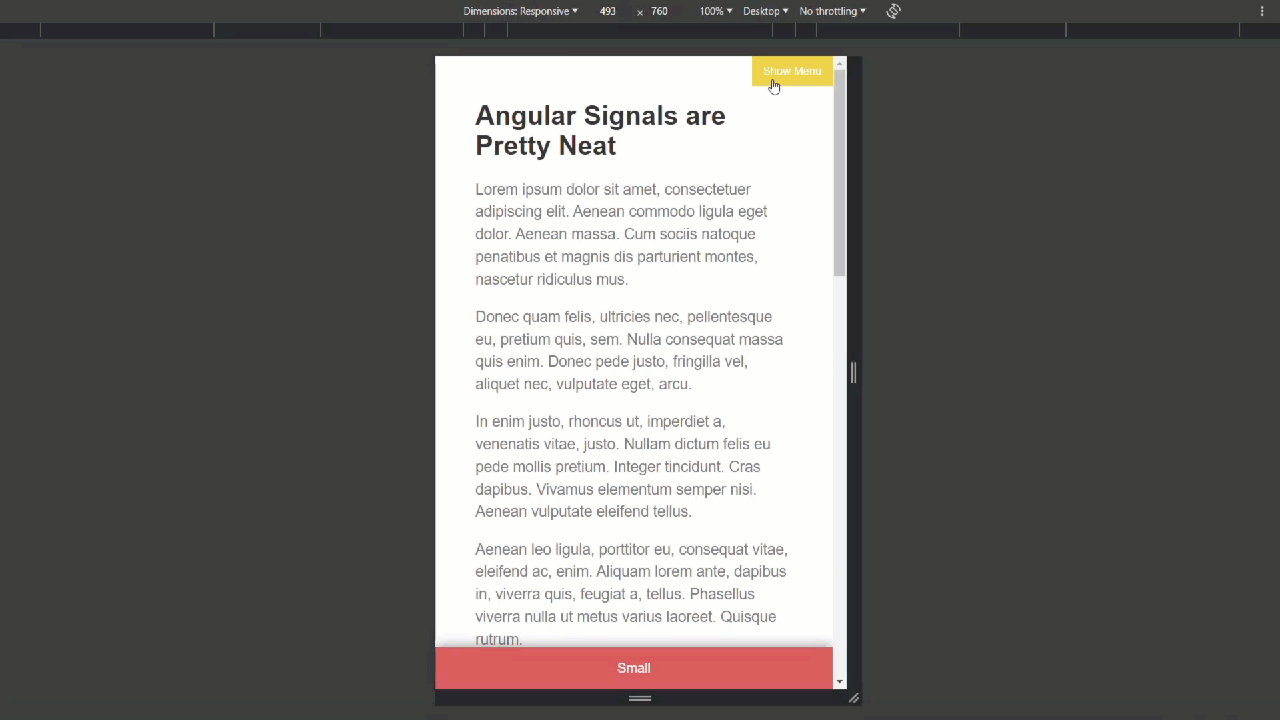 Dimensions: Responsive 493 × 760 100% Desktop No throttling
Show Menu
Angular Signals are
Pretty Neat
Lorem ipsum dolor sit amet, consectetuer
adipiscing elit. Aenean commodo ligula eget
dolor. Aenean massa. Cum sociis natoque
penatibus et magnis dis parturient montes,
nascetur ridiculus mus.
Donec quam felis, ultricies nec, pellentesque
eu, pretium quis, sem. Nulla consequat massa
quis enim. Donec pede justo, fringilla vel,
aliquet nec, vulputate eget, arcu.
In enim justo, rhoncus ut, imperdiet a,
venenatis vitae, justo. Nullam dictum felis eu
pede mollis pretium. Integer tincidunt. Cras
dapibus. Vivamus elementum semper nisi.
Aenean vulputate eleifend tellus.
Aenean leo ligula, porttitor eu, consequat vitae,
eleifend ac, enim. Aliquam lorem ante, dapibus
in, viverra quis, feugiat a, tellus. Phasellus
viverra nulla ut metus varius laoreet. Quisque
rutrum.
Small